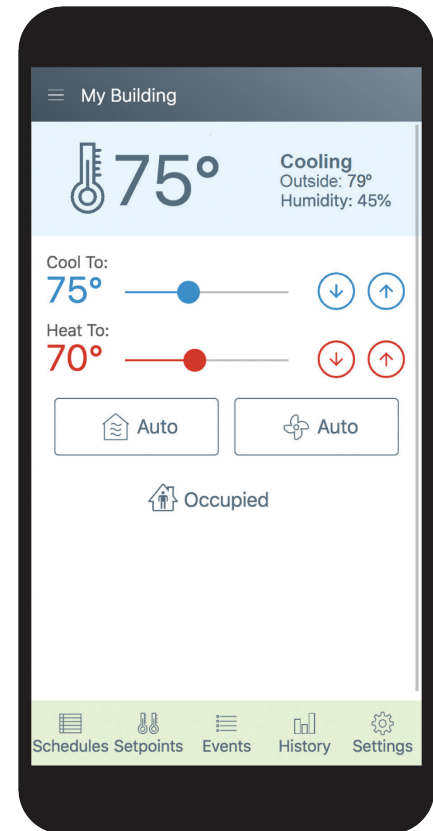 My Building
75°
Cooling
Outside: 79°
Humidity: 45%
Cool To:
75°
Heat To:
70°
Auto
Auto
Occupied
Schedules Setpoints Events History Settings